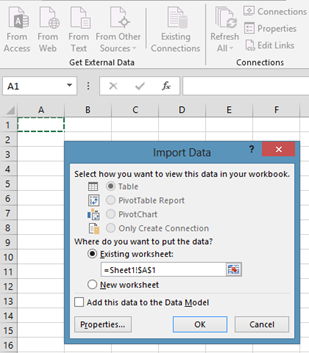 From Access
From Web
From Text
From Other Sources
Existing Connections
Refresh All
Connections
Properties
Edit Links
Get External Data
Connections
A1
fx
A B C D E F
1
2
3
Import Data
? ×
4
Select how you want to view this data in your workbook.
5
Table
6
PivotTable Report
7
PivotChart
8
Only Create Connection
9
Where do you want to put the data?
10
Existing worksheet:
11
=Sheet1!$A$1
12
New worksheet
13
Add this data to the Data Model
14
15
Properties... OK Cancel
16